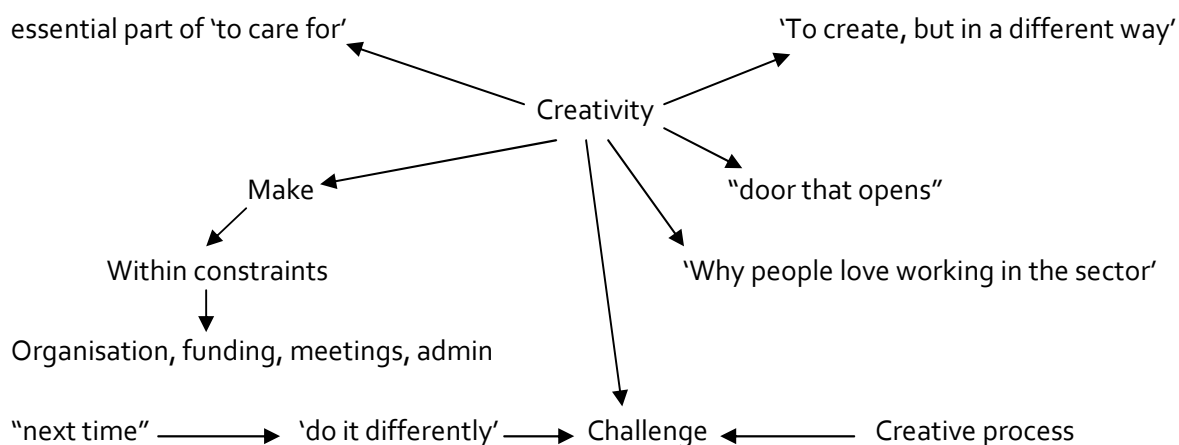 essential part of ‘to care for’ ‘To create, but in a different way’
Creativity
Make “door that opens”
Within constraints ‘Why people love working in the sector’
Organisation, funding, meetings, admin
“next time” ‘do it differently’ Challenge Creative process